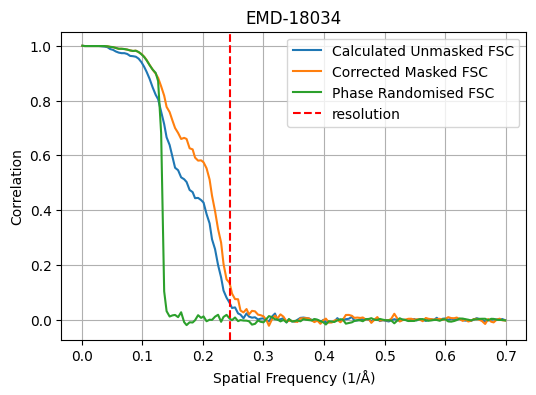 EMD-18034
Calculated Unmasked FSC
Corrected Masked FSC
Phase Randomised FSC
resolution
Correlation
1.0
0.8
0.6
0.4
0.2
0.0
0.0 0.1 0.2 0.3 0.4 0.5 0.6 0.7
Spatial Frequency (1/Å)